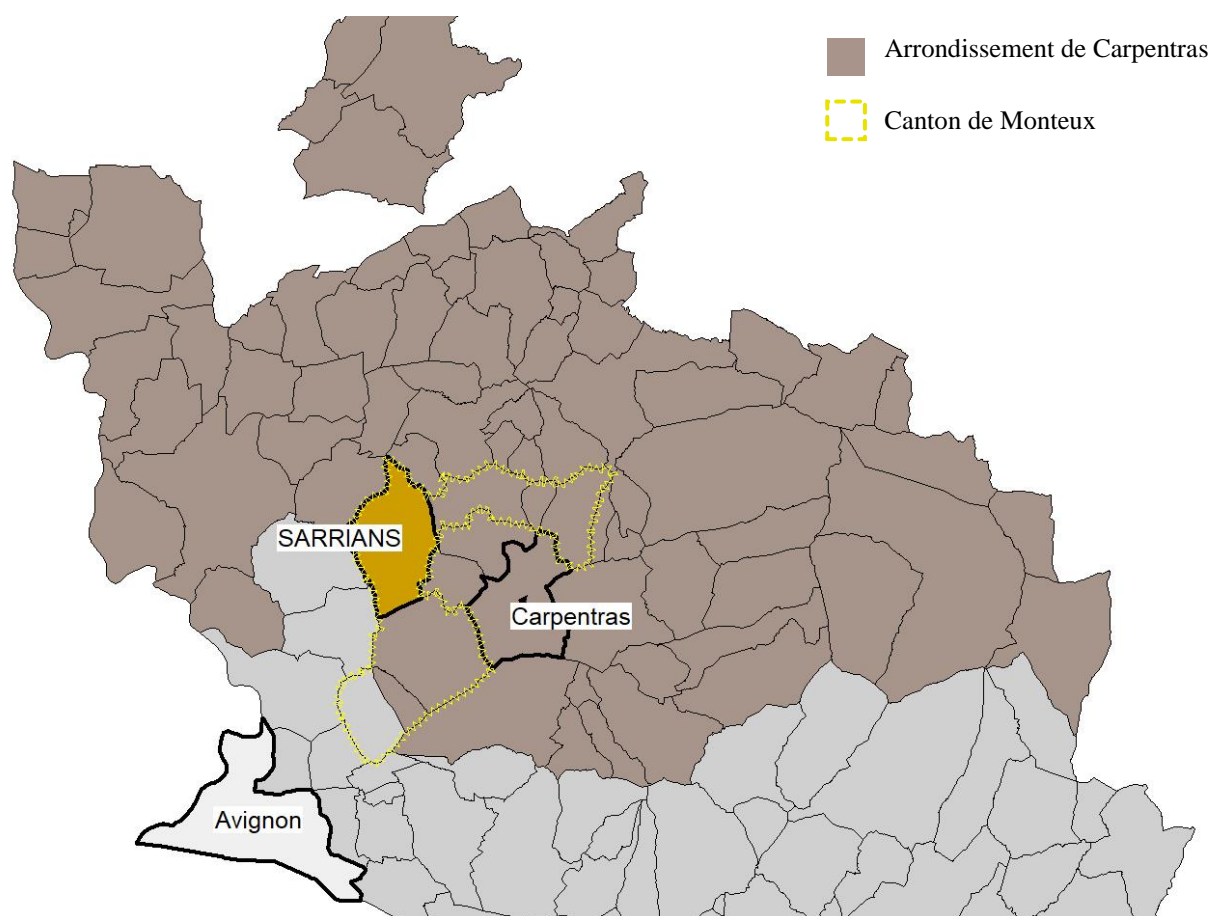 Arrondissement de Carpentras
Canton de Monteux
SARRIANS
Carpentras
Avignon